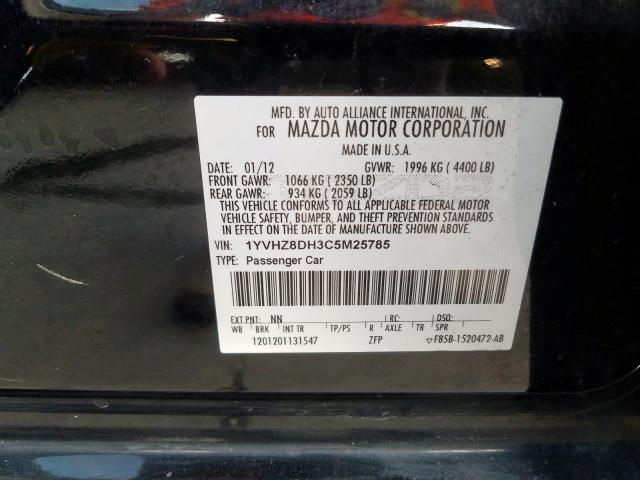 MFD. BY AUTO ALLIANCE INTERNATIONAL, INC.
FOR MAZDA MOTOR CORPORATION
MADE IN U.S.A.
DATE: 01/12 GVWR: 1996 KG ( 4400 LB)
FRONT GAWR: 1066 KG ( 2350 LB)
REAR GAWR: 934 KG ( 2059 LB)
THIS VEHICLE CONFORMS TO ALL APPLICABLE FEDERAL MOTOR
VEHICLE SAFETY, BUMPER, AND THEFT PREVENTION STANDARDS
IN EFFECT ON THE DATE OF MANUFACTURE SHOWN ABOVE.
VIN: 1YVHZ8DH3C5M25785
TYPE: Passenger Car
EXT PNT: NN RC: DSO:
WB BRK INT TR TP/PS R AXLE TR SPR
1201201131547 ZFP ▽F85B-1520472-AB